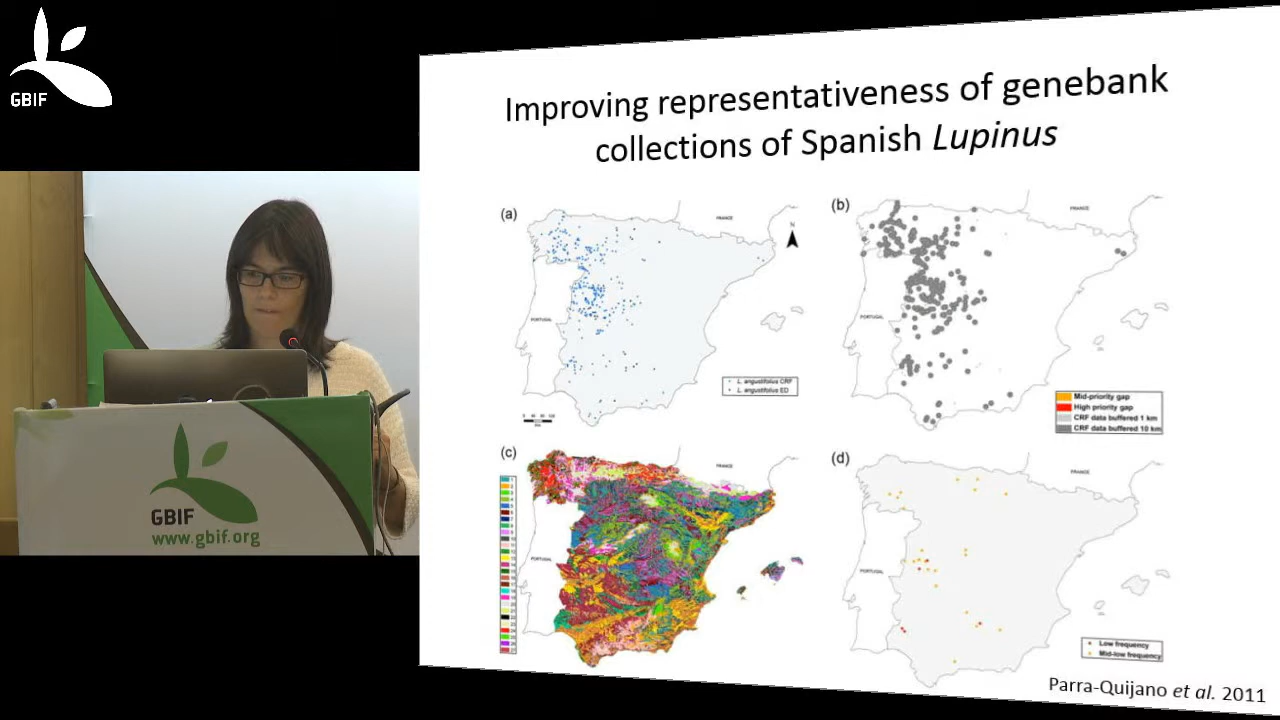 GBIF
Improving representativeness of genebank
collections of Spanish Lupinus
(a)
FRANCE
N
PORTUGAL
L. angustifolius CRF
L. angustifolius ED
(b)
FRANCE
PORTUGAL
Mid-priority gap
High priority gap
CRF data buffered 1 km
CRF data buffered 10 km
(c)
FRANCE
PORTUGAL
(d)
FRANCE
PORTUGAL
Low frequency
Mid-low frequency
Parra-Quijano et al. 2011
GBIF
www.gbif.org